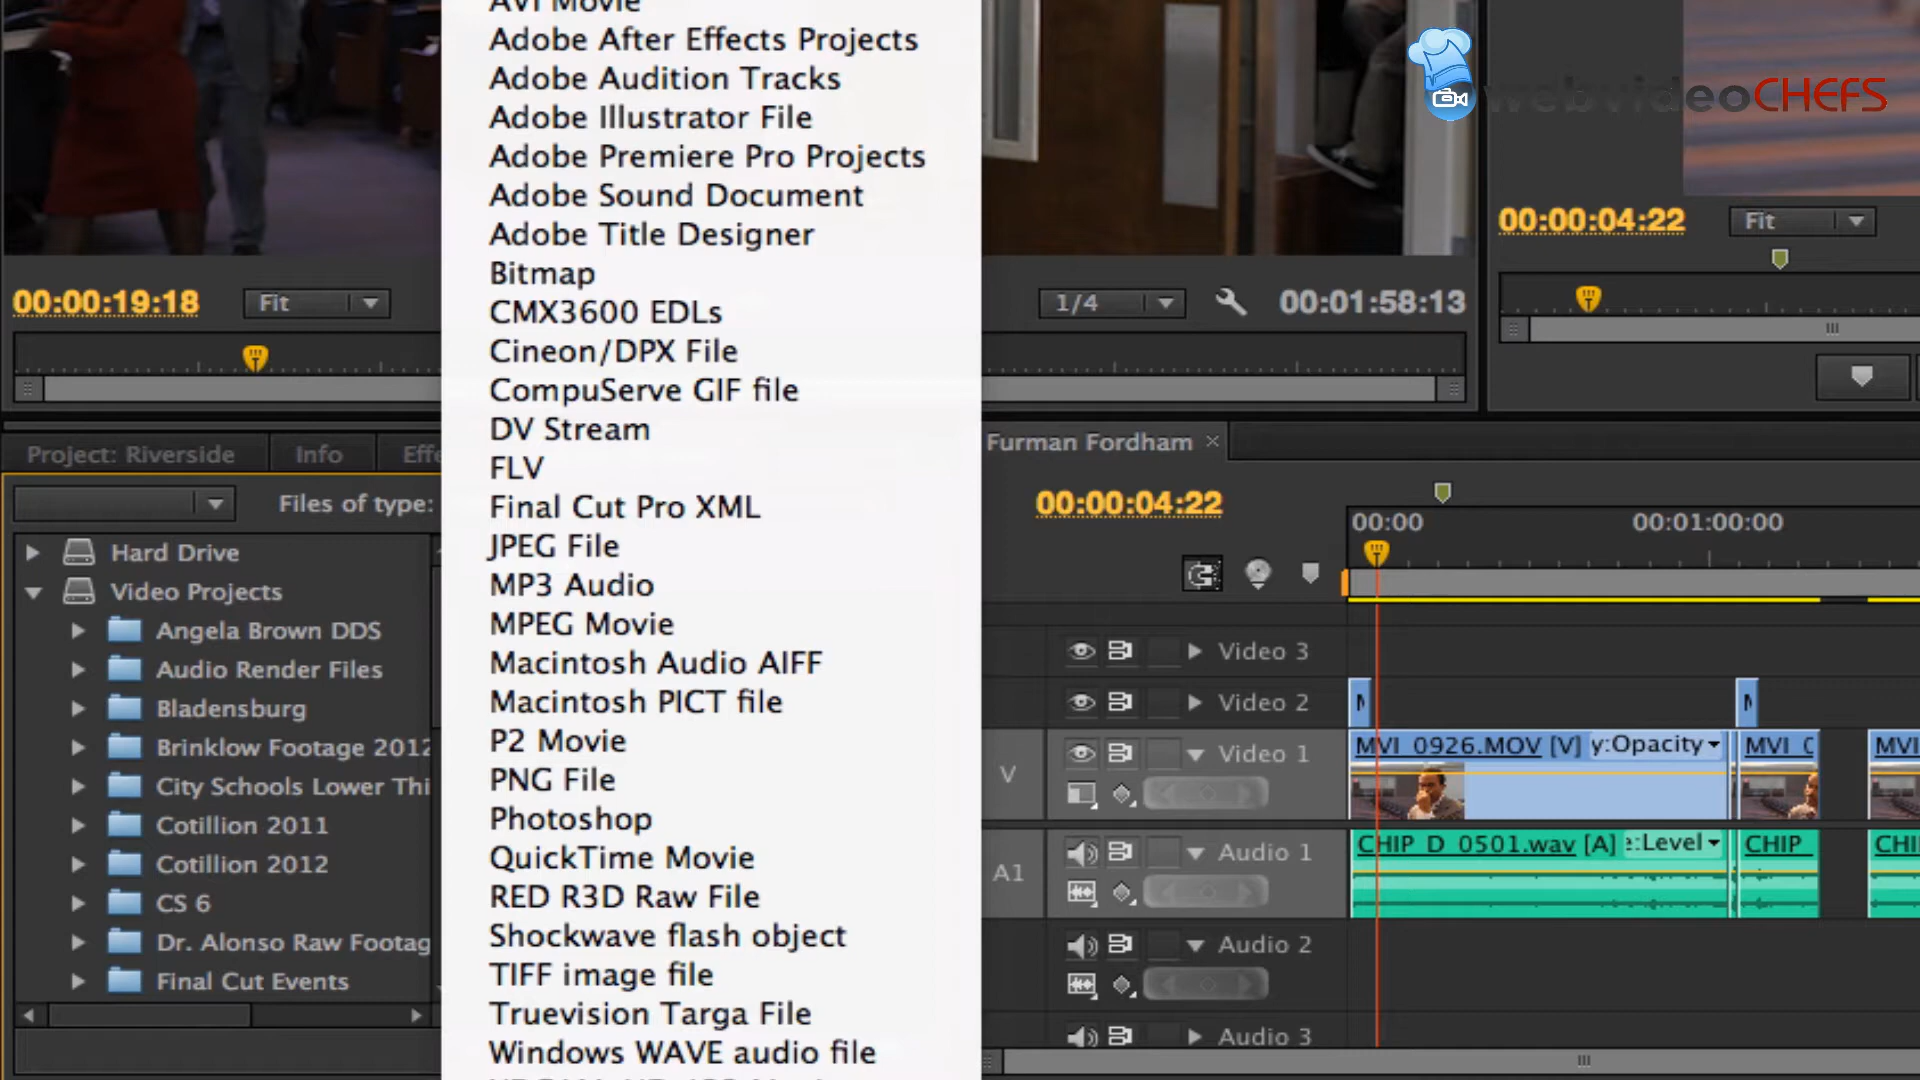 AVI Movie
Adobe After Effects Projects
Adobe Audition Tracks
Adobe Illustrator File
Adobe Premiere Pro Projects
Adobe Sound Document
Adobe Title Designer
Bitmap
CMX3600 EDLs
Cineon/DPX File
CompuServe GIF file
DV Stream
FLV
Final Cut Pro XML
JPEG File
MP3 Audio
MPEG Movie
Macintosh Audio AIFF
Macintosh PICT file
P2 Movie
PNG File
Photoshop
QuickTime Movie
RED R3D Raw File
Shockwave flash object
TIFF image file
Truevision Targa File
Windows WAVE audio file
webvideoCHEFS
00:00:19:18 Fit
1/4 00:01:58:13
00:00:04:22 Fit
Project: Riverside Info Effe
Files of type:
Hard Drive
Video Projects
Angela Brown DDS
Audio Render Files
Bladensburg
Brinklow Footage 2012
City Schools Lower Thi
Cotillion 2011
Cotillion 2012
CS 6
Dr. Alonso Raw Footag
Final Cut Events
Furman Fordham
00:00:04:22
00:00 00:01:00:00
Video 3
Video 2
V Video 1
MVI_0926.MOV [V] y:Opacity MVI_0 MVI
A1 Audio 1
CHIP_D_0501.wav [A] e:Level CHIP_ CHI
Audio 2
Audio 3